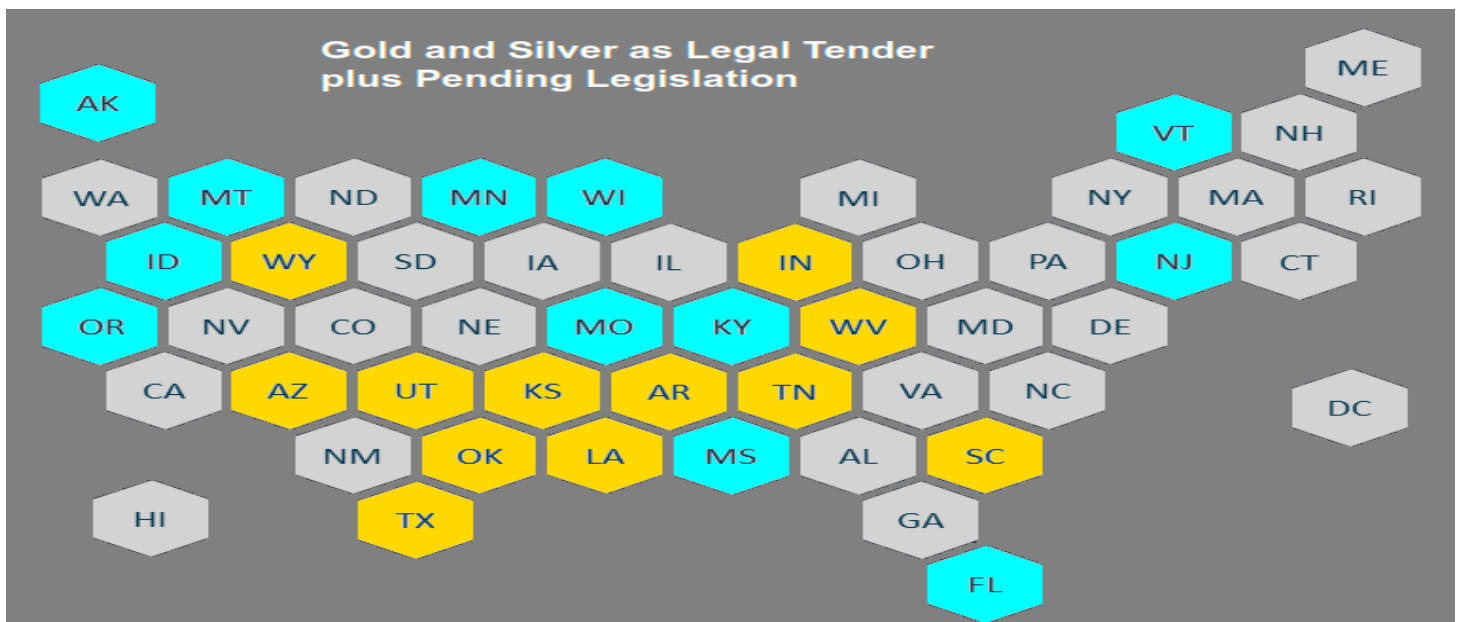 Gold and Silver as Legal Tender
plus Pending Legislation
ME
AK
VT NH
WA MT ND MN WI MI NY MA RI
ID WY SD IA IL IN OH PA NJ CT
OR NV CO NE MO KY WV MD DE
CA AZ UT KS AR TN VA NC
DC
NM OK LA MS AL SC
HI TX GA
FL